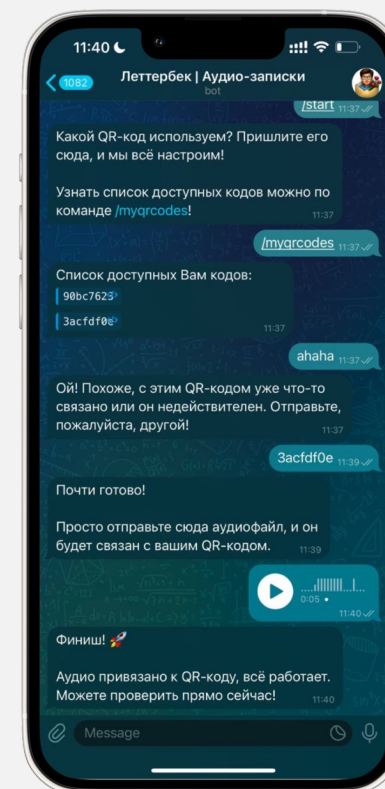 11:40
1082
Леттербек | Аудио-записки
bot
/start 11:37
Какой QR-код используем? Пришлите его
сюда, и мы всё настроим!
Узнать список доступных кодов можно по
команде /myqrcodes!
11:37
/myqrcodes 11:37
Список доступных Вам кодов:
90bc7623
3acfdf0e
11:37
ahaha 11:37
Ой! Похоже, с этим QR-кодом уже что-то
связано или он недействителен. Отправьте,
пожалуйста, другой!
11:37
3acfdf0e 11:39
Почти готово!
Просто отправьте сюда аудиофайл, и он
будет связан с вашим QR-кодом.
11:39
0:05
11:40
Финиш! 🚀
Аудио привязано к QR-коду, всё работает.
Можете проверить прямо сейчас!
11:40
Message